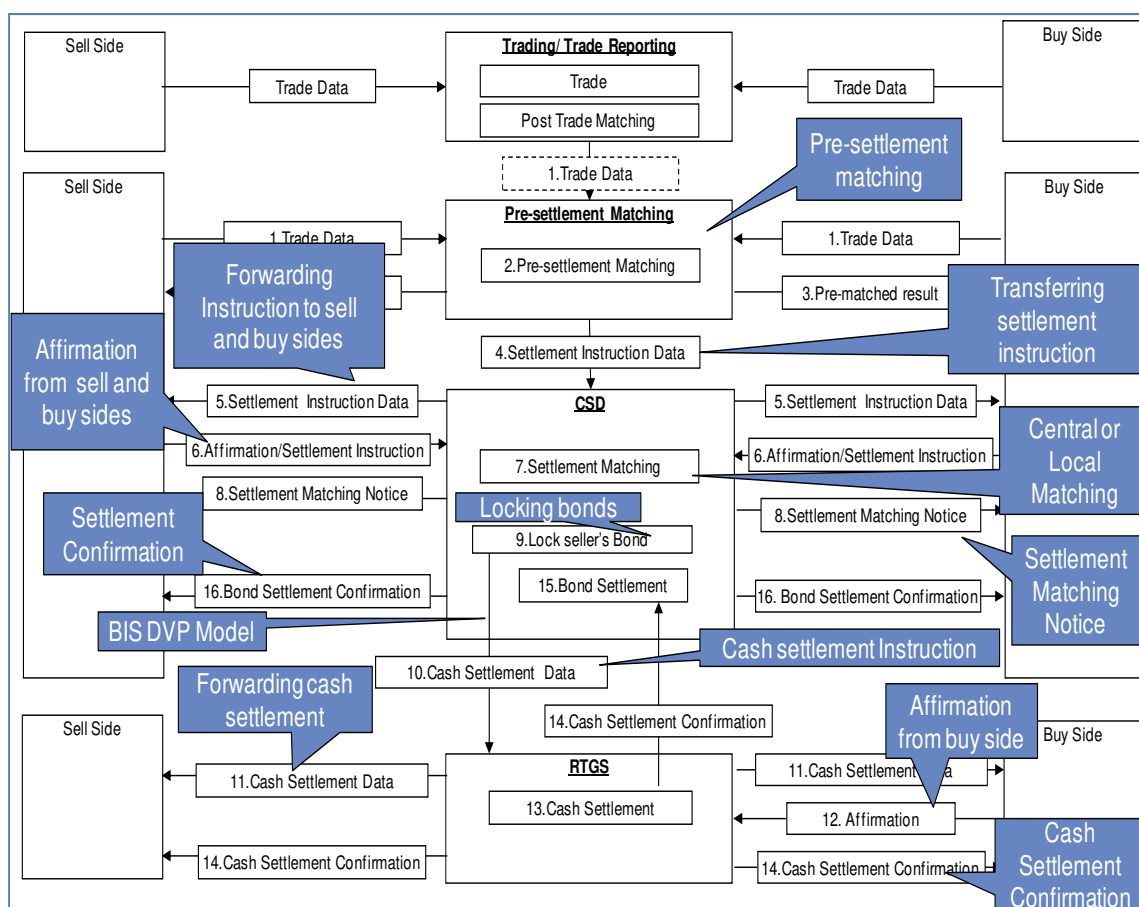 Sell Side
Trading/ Trade Reporting
Buy Side
Trade
Trade Data
Trade Data
Post Trade Matching
Pre-settlement
matching
1.Trade Data
Sell Side
Buy Side
Pre-settlement Matching
1.Trade Data
1.Trade Data
2.Pre-settlement Matching
Forwarding
Instruction to sell
and buy sides
3.Pre-matched result
Transferring
settlement
instruction
4.Settlement Instruction Data
Affirmation
from sell and
buy sides
CSD
5.Settlement Instruction Data
5.Settlement Instruction Data
6.Affirmation/Settlement Instruction
6.Affirmation/Settlement Instruction
Central or
Local
Matching
7.Settlement Matching
8.Settlement Matching Notice
8.Settlement Matching Notice
Locking bonds
9.Lock seller's Bond
Settlement
Confirmation
Settlement
Matching
Notice
15.Bond Settlement
16.Bond Settlement Confirmation
16. Bond Settlement Confirmation
BIS DVP Model
Cash settlement Instruction
10.Cash Settlement Data
Forwarding cash
settlement
14.Cash Settlement Confirmation
Affirmation
from buy side
Sell Side
Buy Side
RTGS
11.Cash Settlement Data
11.Cash Settlement
13.Cash Settlement
12. Affirmation
14.Cash Settlement Confirmation
14.Cash Settlement Confirmation
Cash
Settlement
Confirmation